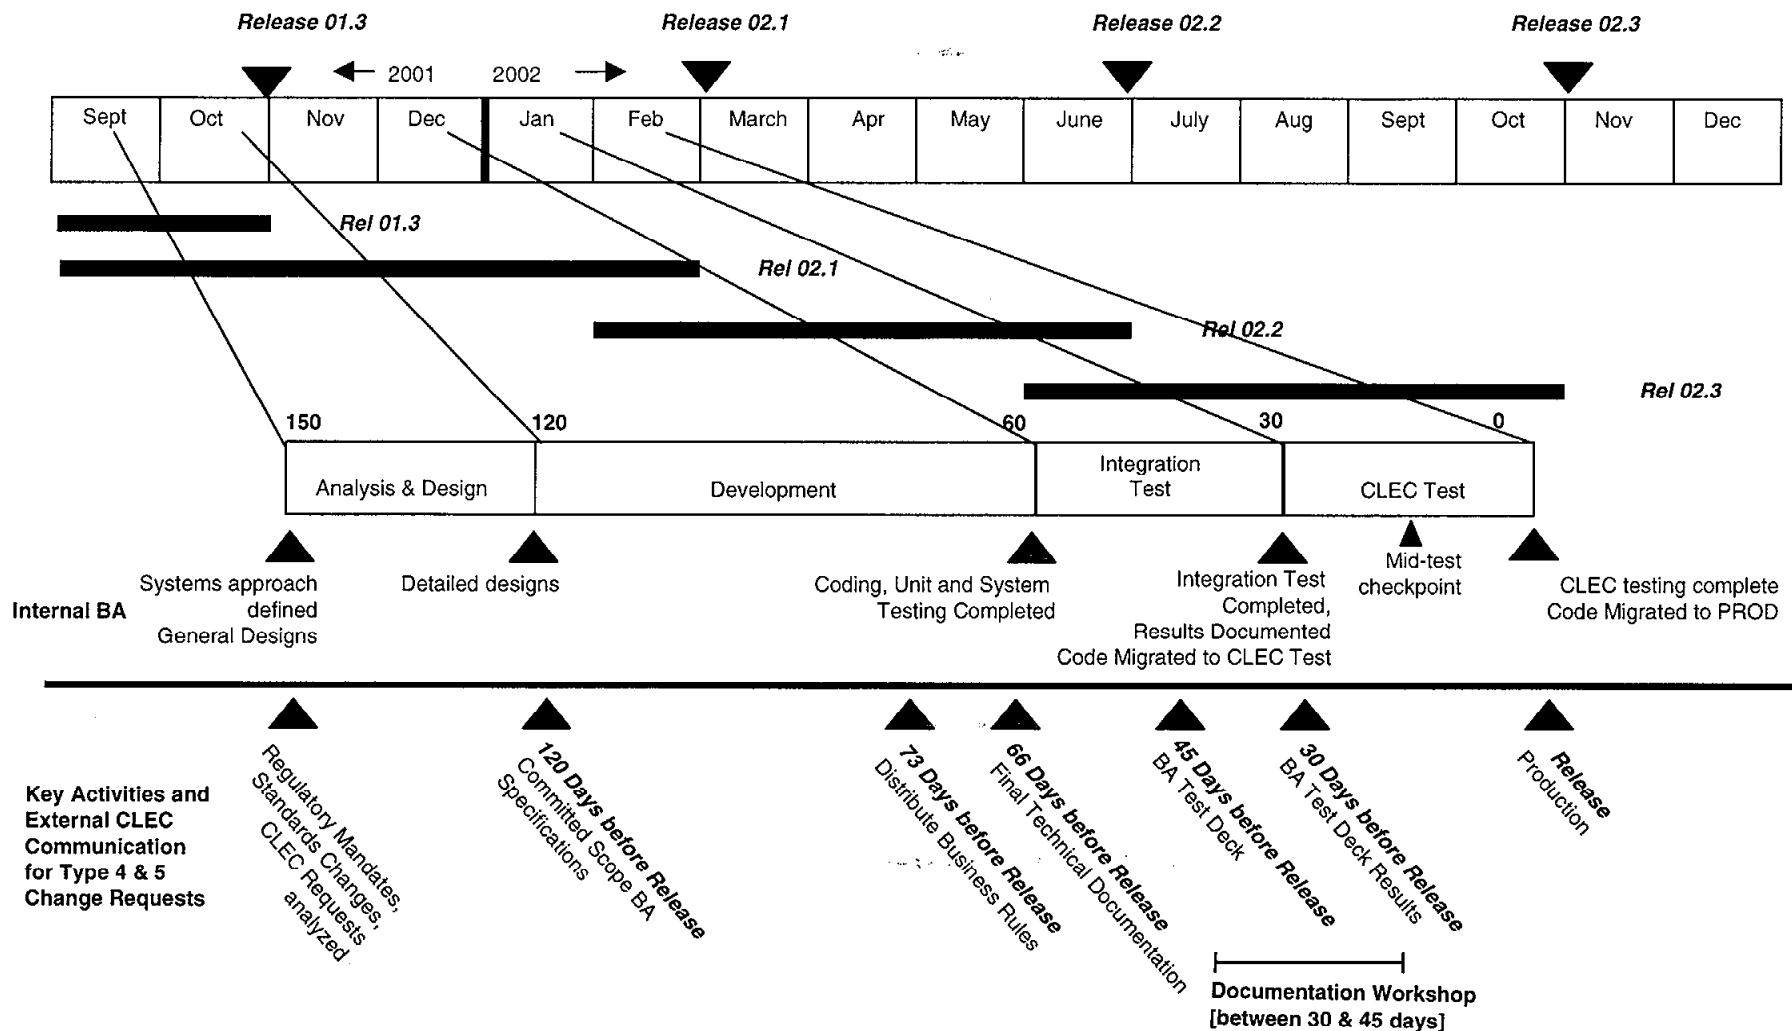 Release 01.3
Release 02.1
Release 02.2
Release 02.3
2001
2002
Sept
Oct
Nov
Dec
Jan
Feb
March
Apr
May
June
July
Aug
Sept
Oct
Nov
Dec
Rel 01.3
Rel 02.1
Rel 02.2
Rel 02.3
150
120
60
30
0
Analysis & Design
Development
Integration
Test
CLEC Test
Internal BA
Systems approach
defined
General Designs
Detailed designs
Coding, Unit and System
Testing Completed
Integration Test
Completed,
Results Documented
Code Migrated to CLEC Test
Mid-test
checkpoint
CLEC testing complete
Code Migrated to PROD
Key Activities and
External CLEC
Communication
for Type 4 & 5
Change Requests
Regulatory Mandates,
Standards Changes,
CLEC Requests
analyzed
120 Days before Release
Committed Scope BA
Specifications
73 Days before Release
Distribute Business Rules
66 Days before Release
Final Technical Documentation
45 Days before Release
BA Test Deck
30 Days before Release
BA Test Deck Results
Release
Production
Documentation Workshop
[between 30 & 45 days]